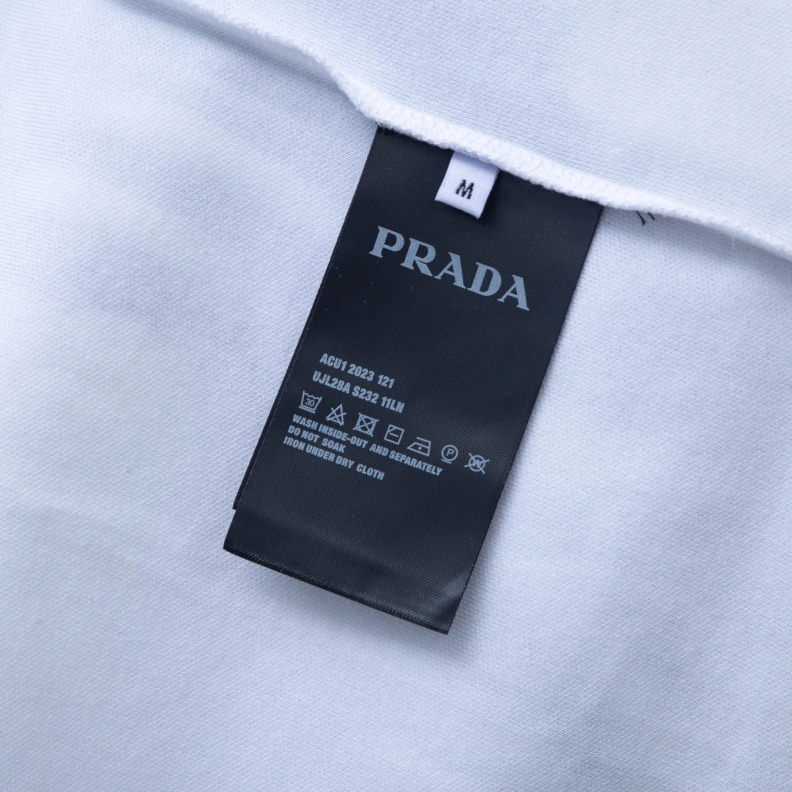 M
PRADA
ACU1 2023 121
UJL28A S232 11LN
30
P
W
WASH INSIDE-OUT AND SEPARATELY
DO NOT SOAK
IRON UNDER DRY CLOTH